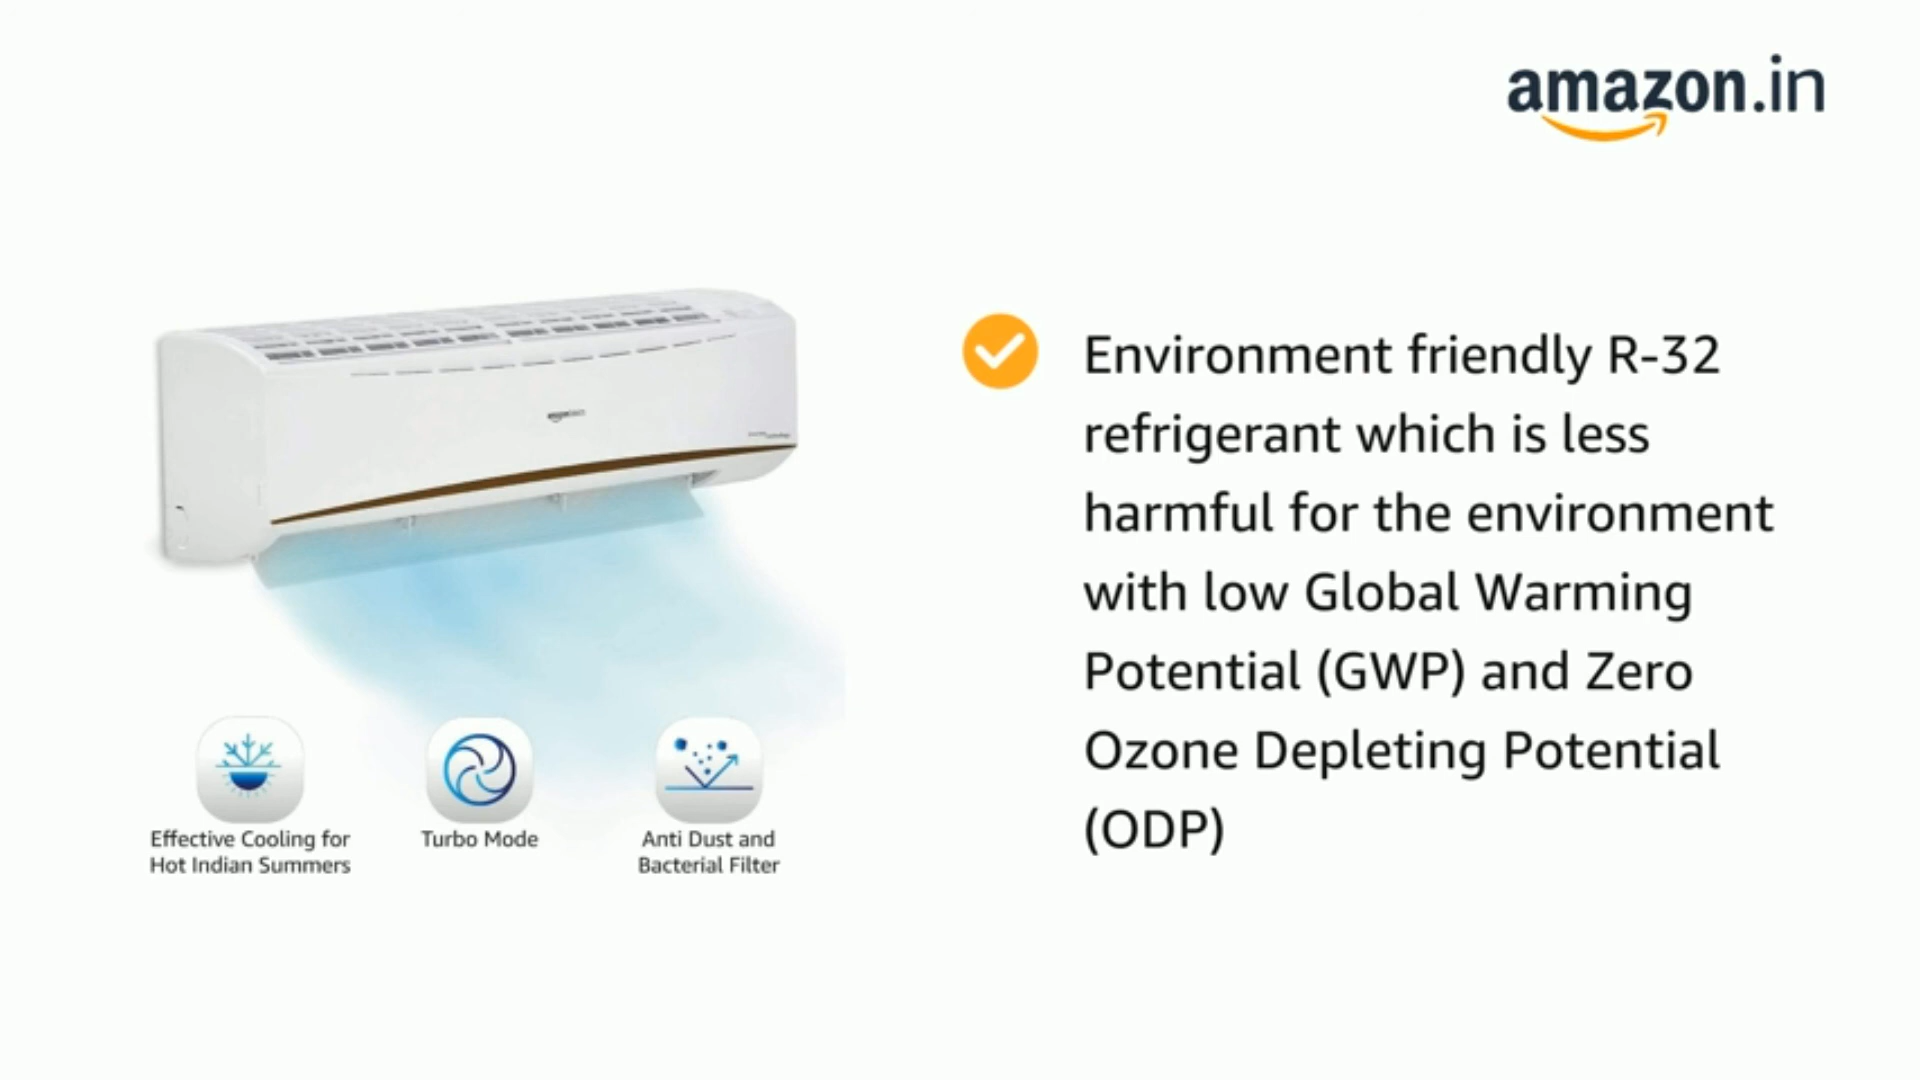 amazon.in
Environment friendly R-32
refrigerant which is less
harmful for the environment
with low Global Warming
Potential (GWP) and Zero
Ozone Depleting Potential
(ODP)
Effective Cooling for
Hot Indian Summers
Turbo Mode
Anti Dust and
Bacterial Filter